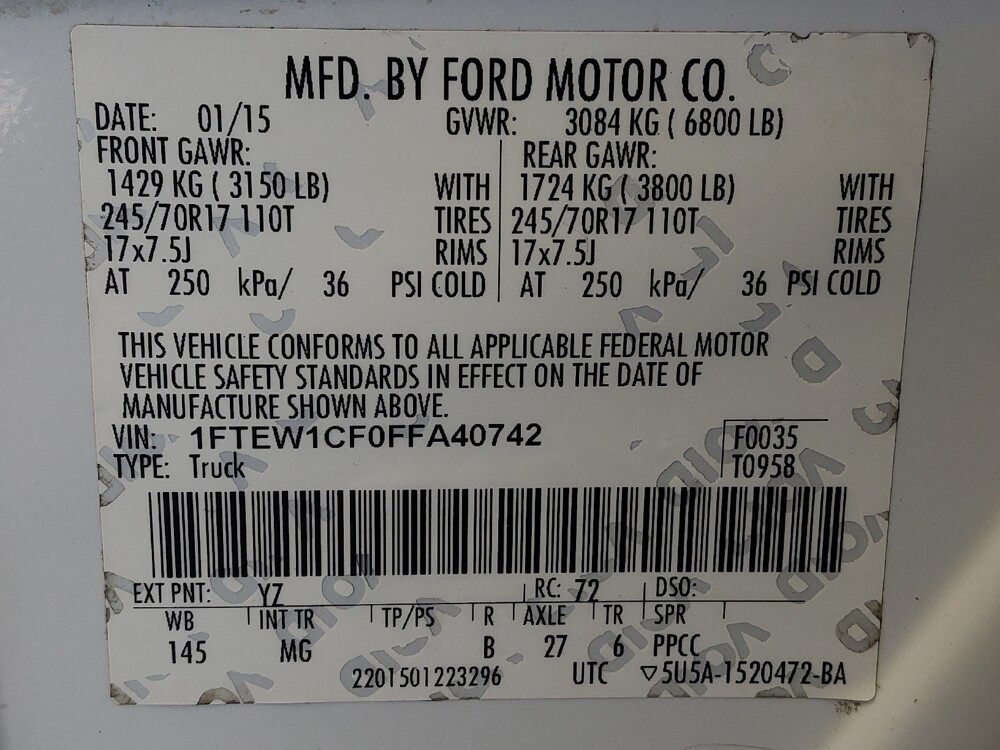 MFD. BY FORD MOTOR CO.
DATE: 01/15 GVWR: 3084 KG ( 6800 LB)
FRONT GAWR: REAR GAWR:
1429 KG ( 3150 LB) WITH 1724 KG ( 3800 LB) WITH
245/70R17 110T TIRES 245/70R17 110T TIRES
17x7.5J RIMS 17x7.5J RIMS
AT 250 kPa/ 36 PSI COLD AT 250 kPa/ 36 PSI COLD
THIS VEHICLE CONFORMS TO ALL APPLICABLE FEDERAL MOTOR
VEHICLE SAFETY STANDARDS IN EFFECT ON THE DATE OF
MANUFACTURE SHOWN ABOVE.
VIN: 1FTEW1CF0FFA40742 F0035
TYPE: Truck T0958
EXT PNT: YZ RC: 72 DSO:
WB INT TR TP/PS R AXLE TR SPR
145 MG B 27 6 PPCC
2201501223296 UTC ▽5U5A-1520472-BA